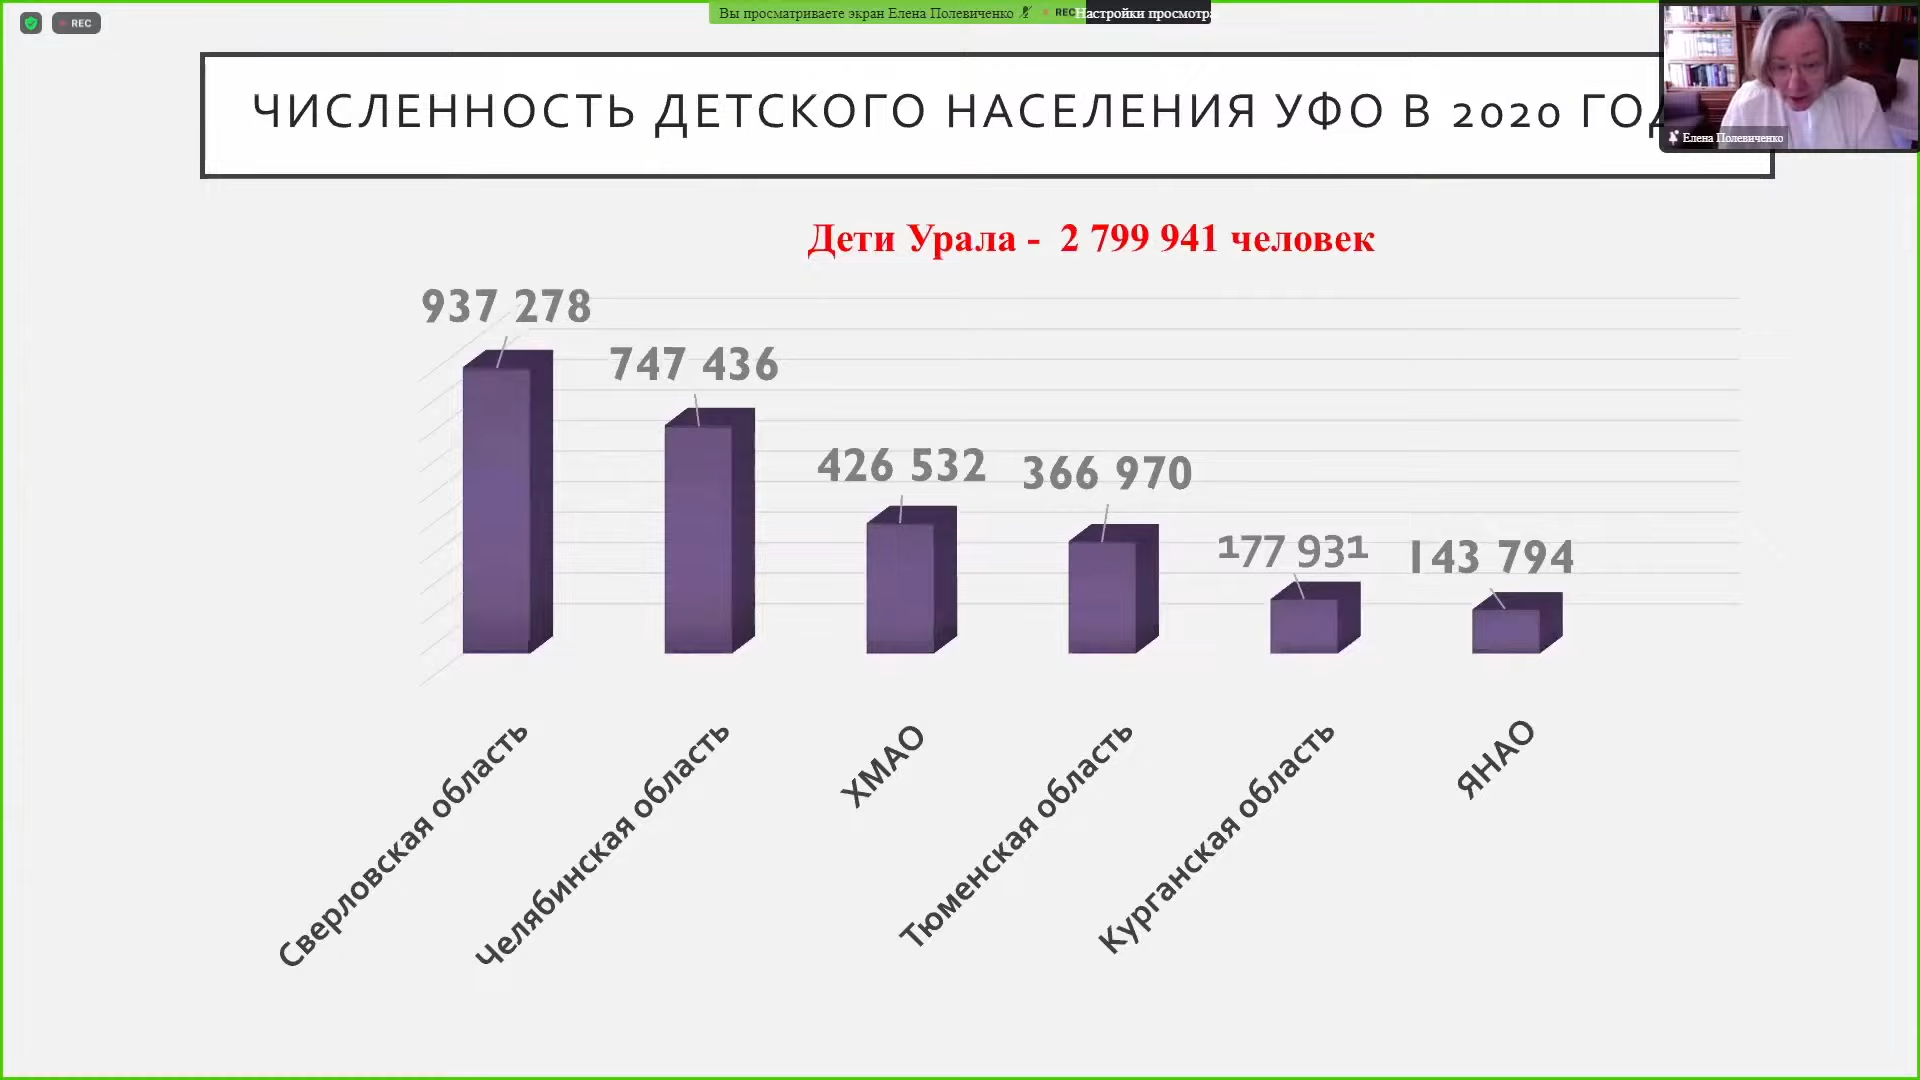 REC
Вы просматриваете экран Елена Полевиченко
REC
Настройки просмотра
Елена Полевиченко
ЧИСЛЕННОСТЬ ДЕТСКОГО НАСЕЛЕНИЯ УФО В 2020
Дети Урала - 2 799 941 человек
937 278
747 436
426 532
366 970
177 931
143 794
Сверловская область
Челябинская область
ХМАО
Тюменская область
Курганская область
ЯНАО